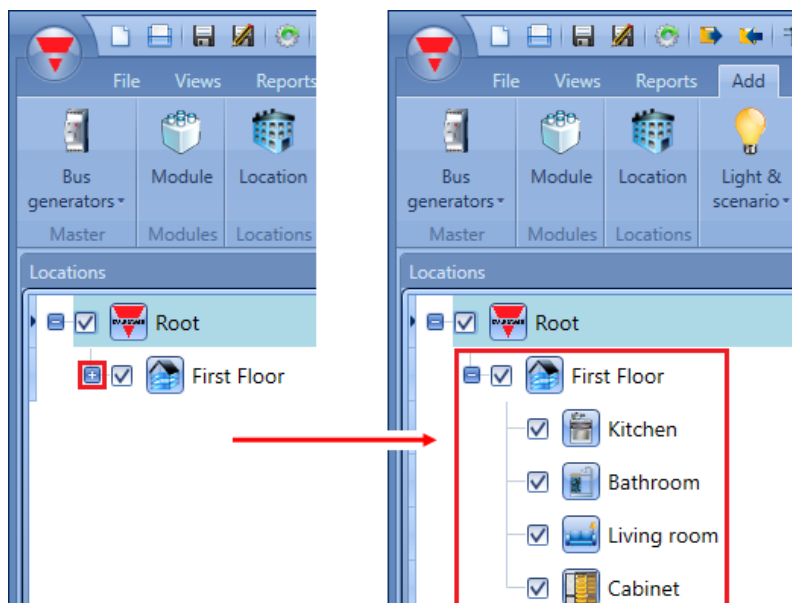 File Views Reports
Bus generators
Module
Location
Master Modules Locations
Locations
Root
First Floor
File Views Reports Add
Bus generators
Module
Location
Light & scenario
Master Modules Locations
Locations
Root
First Floor
Kitchen
Bathroom
Living room
Cabinet